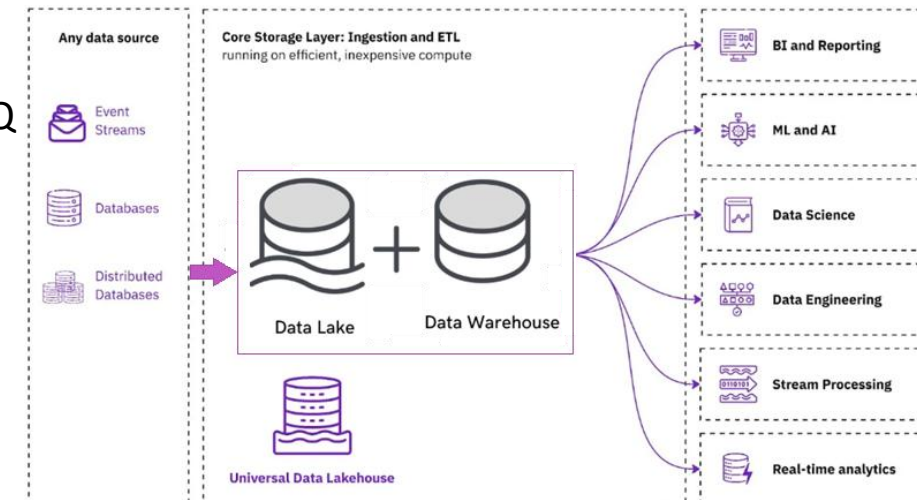 Q
Any data source
Event
Streams
Databases
Distributed
Databases
Core Storage Layer: Ingestion and ETL
running on efficient, inexpensive compute
Data Lake
Data Warehouse
Universal Data Lakehouse
BI and Reporting
ML and AI
Data Science
Data Engineering
0110101
Stream Processing
Real-time analytics